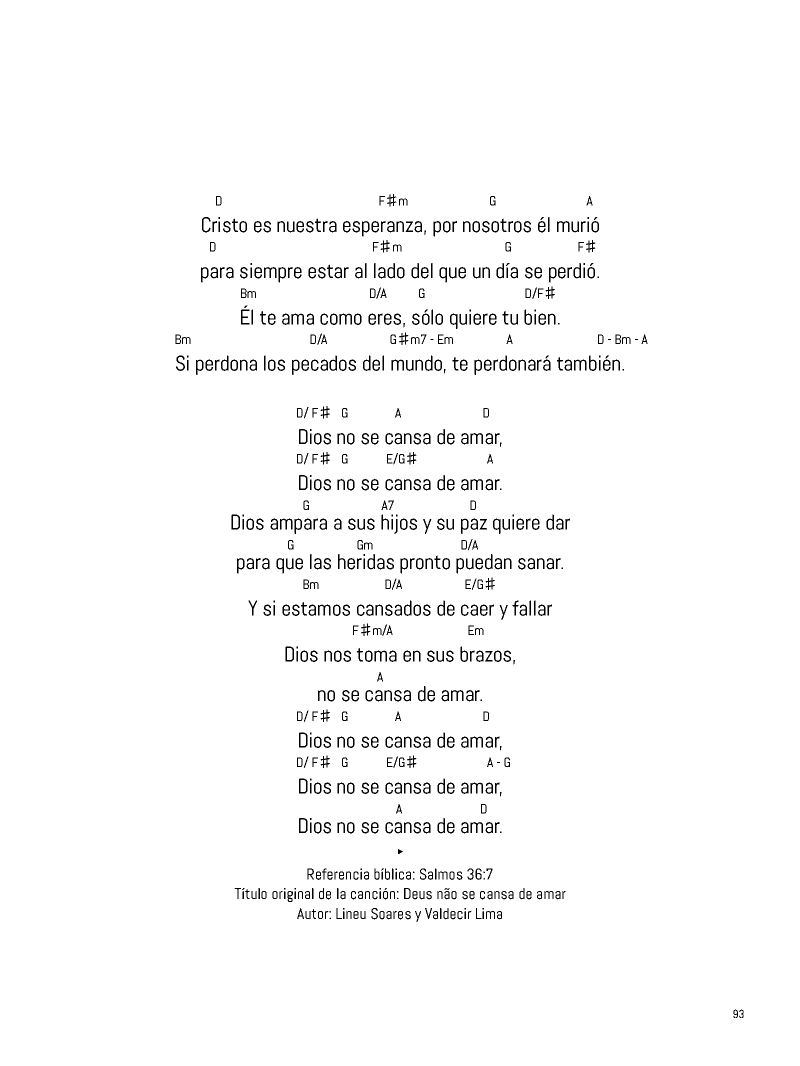 D F♯m G A
Cristo es nuestra esperanza, por nosotros él murió
D F♯m G F♯
para siempre estar al lado del que un día se perdió.
Bm D/A G D/F♯
Él te ama como eres, sólo quiere tu bien.
Bm D/A G♯m7 - Em A D - Bm - A
Si perdona los pecados del mundo, te perdonará también.
D/ F♯ G A D
Dios no se cansa de amar,
D/ F♯ G E/G♯ A
Dios no se cansa de amar.
G A7 D
Dios ampara a sus hijos y su paz quiere dar
G Gm D/A
para que las heridas pronto puedan sanar.
Bm D/A E/G♯
Y si estamos cansados de caer y fallar
F♯m/A Em
Dios nos toma en sus brazos,
A
no se cansa de amar.
D/ F♯ G A D
Dios no se cansa de amar,
D/ F♯ G E/G♯ A - G
Dios no se cansa de amar,
A D
Dios no se cansa de amar.
Referencia bíblica: Salmos 36:7
Título original de la canción: Deus não se cansa de amar
Autor: Lineu Soares y Valdecir Lima
93